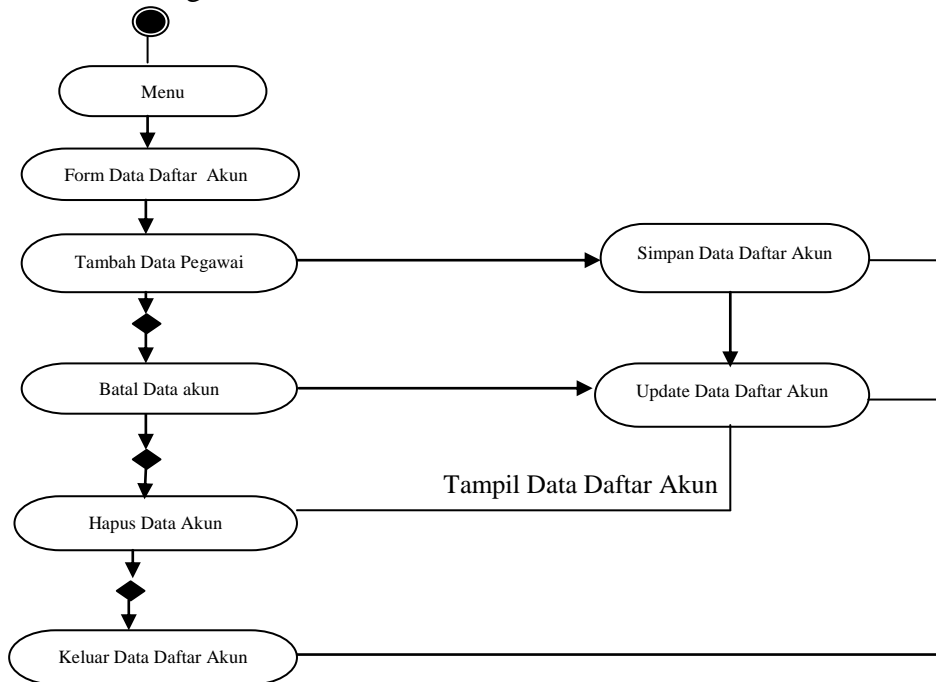 Menu
Form Data Daftar Akun
Tambah Data Pegawai
Simpan Data Daftar Akun
Batal Data akun
Update Data Daftar Akun
Tampil Data Daftar Akun
Hapus Data Akun
Keluar Data Daftar Akun